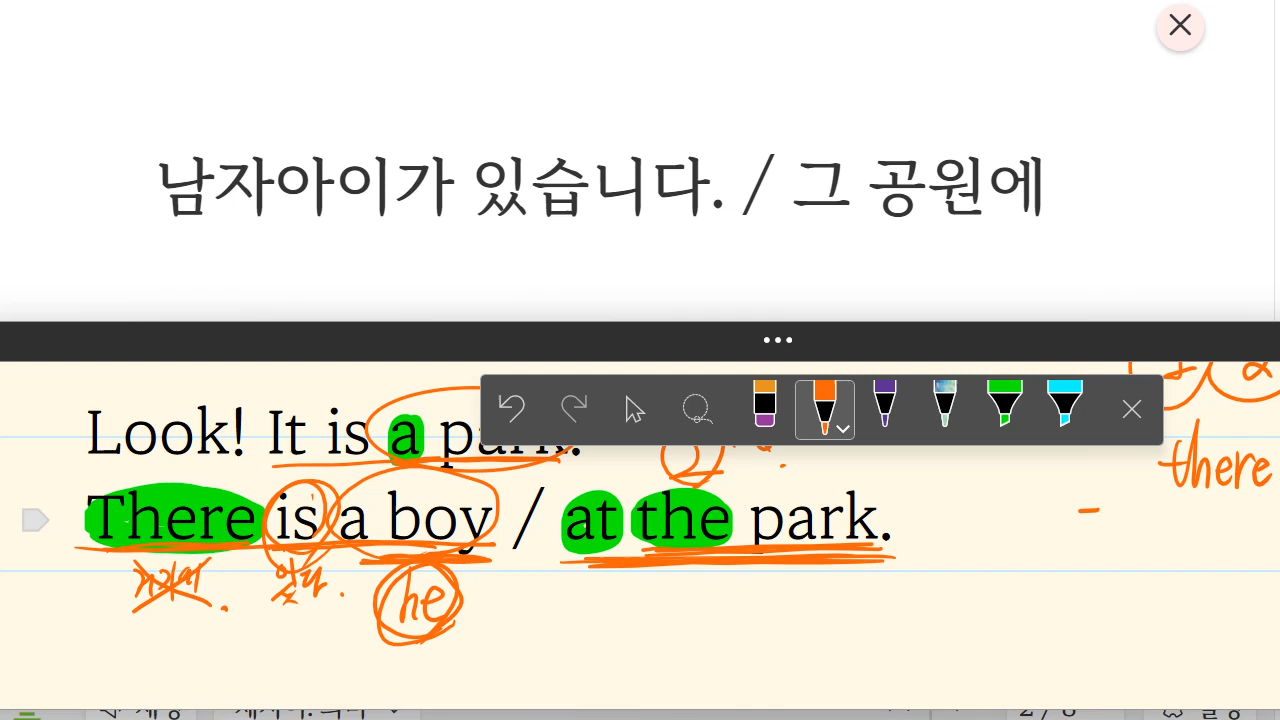 남자아이가 있습니다. / 그 공원에
Look! It is a park.
there
There is a boy / at the park.
있다.
he